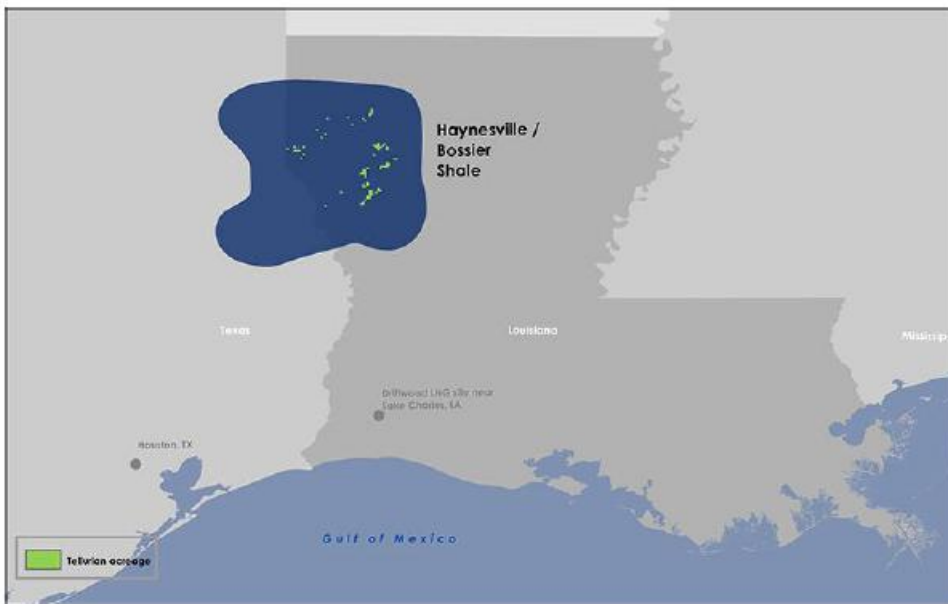 Haynesville /
Bossier
Shale
Texas
Louisiana
Mississip
Driftwood LNG site near
Lake Charles, LA
Houston, TX
Gulf of Mexico
Tellurian acreage